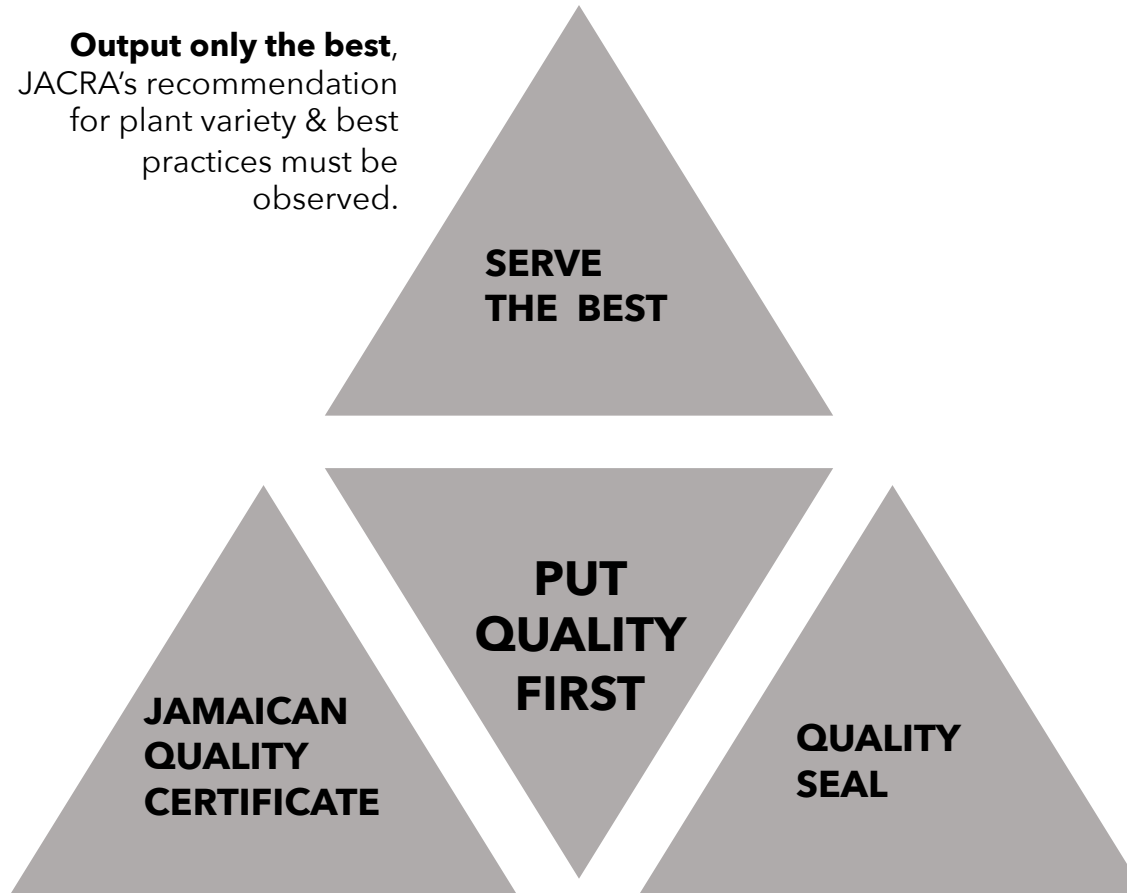 Output only the best,
JACRA's recommendation
for plant variety & best
practices must be
observed.
SERVE
THE BEST
PUT
QUALITY
FIRST
JAMAICAN
QUALITY
CERTIFICATE
QUALITY
SEAL